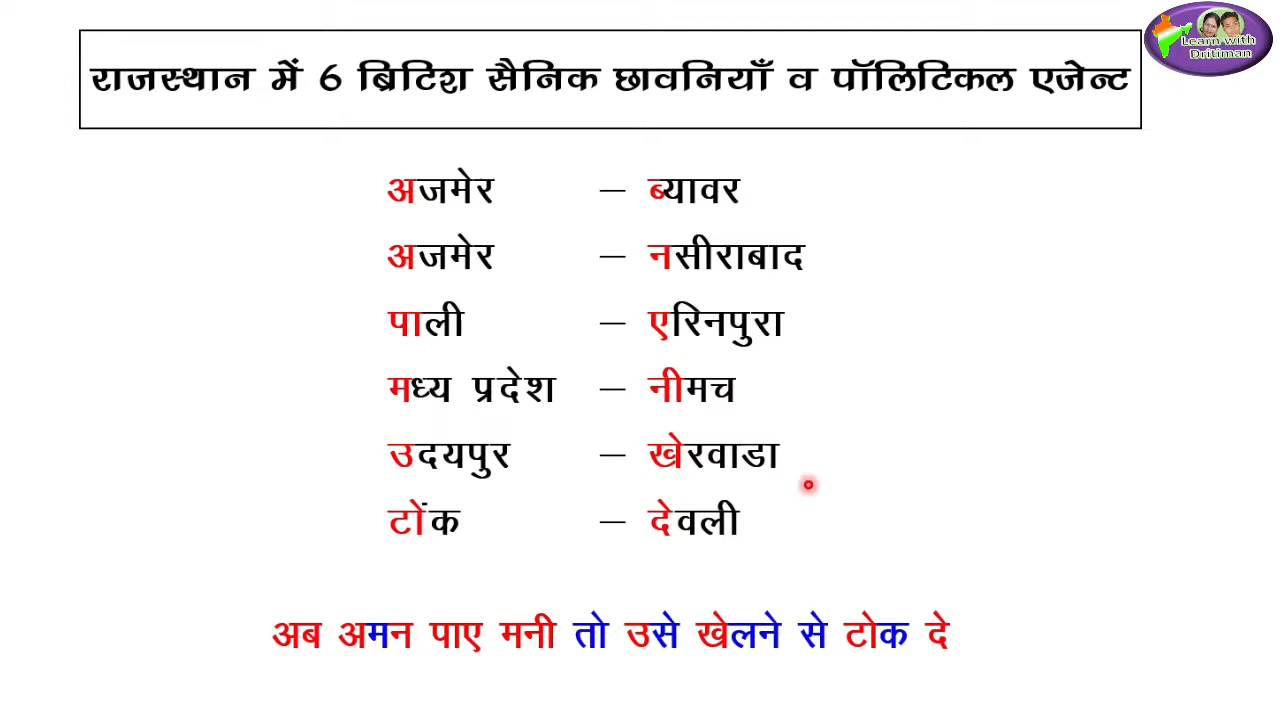 राजस्थान में 6 ब्रिटिश सैनिक छावनियाँ व पॉलिटिकल एजेन्ट
Learn with
Dritiman
अजमेर – ब्यावर
अजमेर – नसीराबाद
पाली – एरिनपुरा
मध्य प्रदेश – नीमच
उदयपुर – खेरवाडा
टोंक – देवली
अब अमन पाए मनी तो उसे खेलने से टोक दे